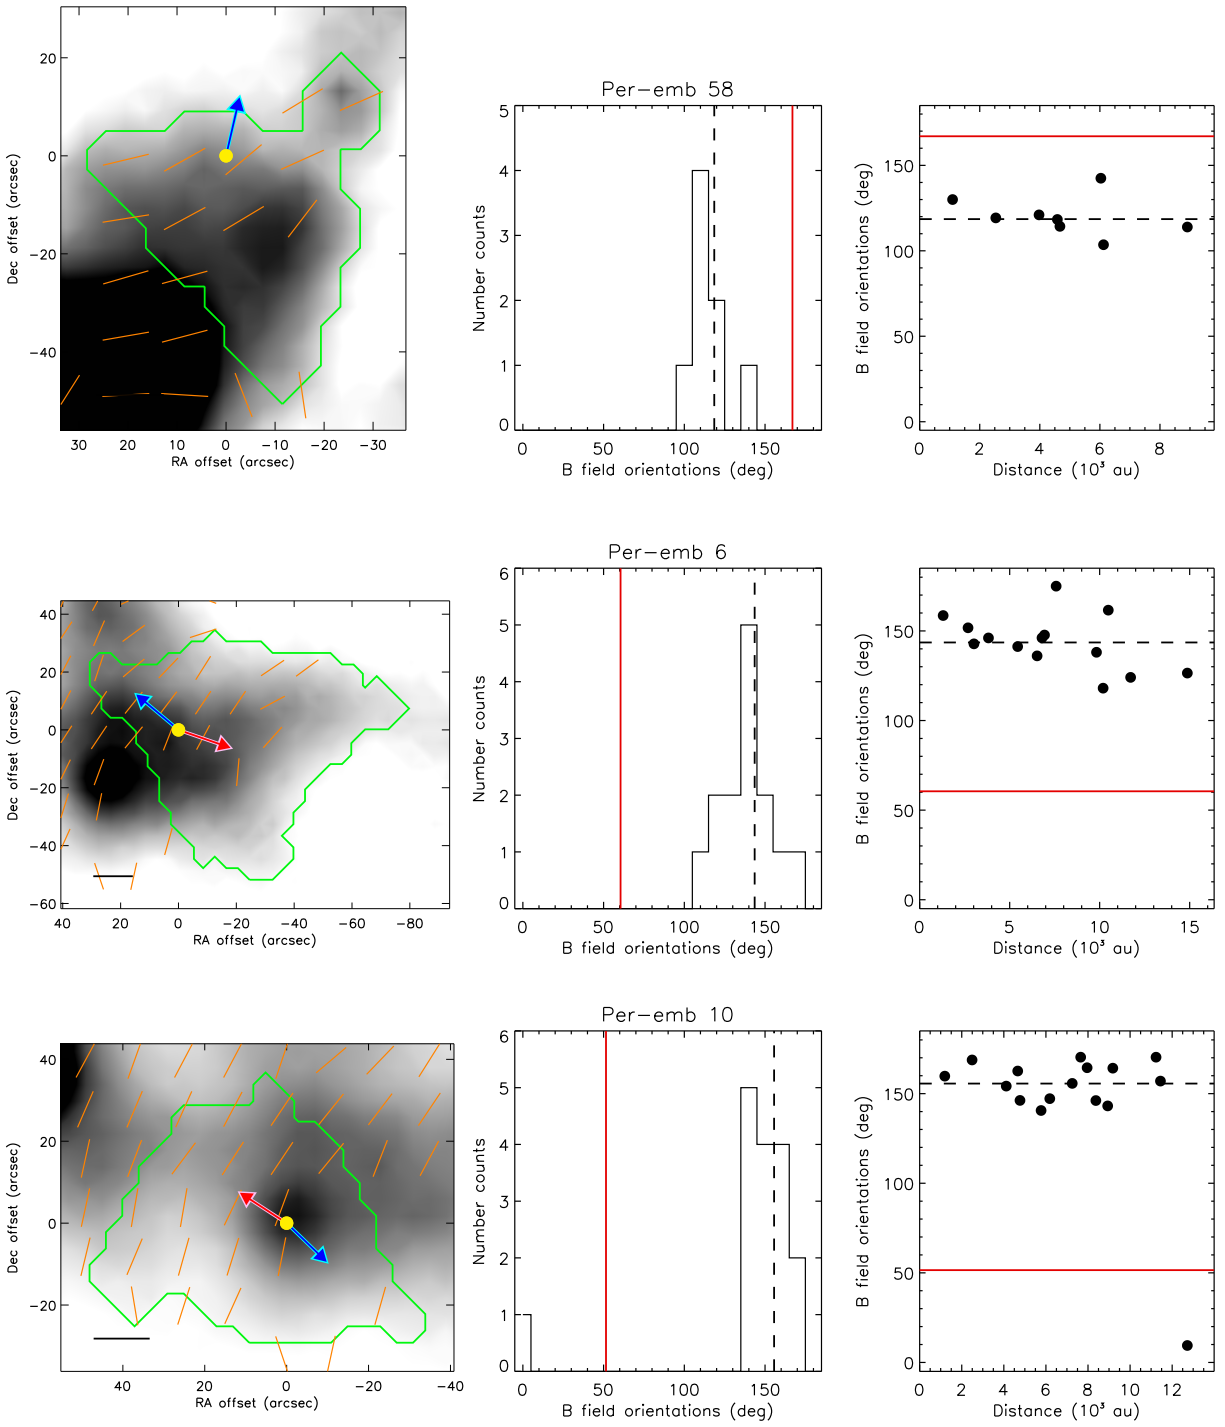 Per-emb 58
20
0
-20
-40
Dec offset (arcsec)
30 20 10 0 -10 -20 -30
RA offset (arcsec)
5
4
3
2
1
0
Number counts
0 50 100 150
B field orientations (deg)
150
100
50
0
B field orientations (deg)
0 2 4 6 8
Distance (10³ au)
Per-emb 6
40
20
0
-20
-40
-60
Dec offset (arcsec)
40 20 0 -20 -40 -60 -80
RA offset (arcsec)
6
5
4
3
2
1
0
Number counts
0 50 100 150
B field orientations (deg)
150
100
50
0
B field orientations (deg)
0 5 10 15
Distance (10³ au)
Per-emb 10
40
20
0
-20
Dec offset (arcsec)
40 20 0 -20 -40
RA offset (arcsec)
6
5
4
3
2
1
0
Number counts
0 50 100 150
B field orientations (deg)
150
100
50
0
B field orientations (deg)
0 2 4 6 8 10 12
Distance (10³ au)